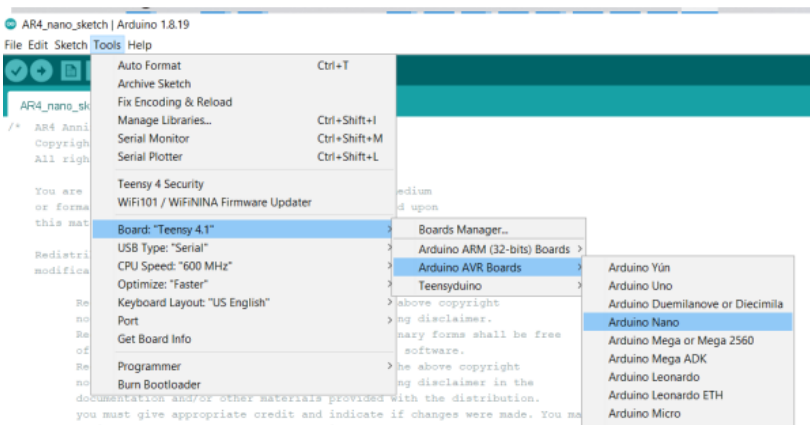 AR4_nano_sketch | Arduino 1.8.19
File Edit Sketch Tools Help
AR4_nano_sk
Auto Format Ctrl+T
Archive Sketch
Fix Encoding & Reload
Manage Libraries... Ctrl+Shift+I
Serial Monitor Ctrl+Shift+M
Serial Plotter Ctrl+Shift+L
Teensy 4 Security
WiFi101 / WiFiNINA Firmware Updater
Board: "Teensy 4.1"
USB Type: "Serial"
CPU Speed: "600 MHz"
Optimize: "Faster"
Keyboard Layout: "US English"
Port
Get Board Info
Programmer
Burn Bootloader
Boards Manager...
Arduino ARM (32-bits) Boards
Arduino AVR Boards
Teensyduino
Arduino Yún
Arduino Uno
Arduino Duemilanove or Diecimila
Arduino Nano
Arduino Mega or Mega 2560
Arduino Mega ADK
Arduino Leonardo
Arduino Leonardo ETH
Arduino Micro
/* AR4 Anni
Copyrigh
All righ
You are edium
or forma d upon
this mat
Redistri
modifica
Re above copyright
no ng disclaimer.
Re nary forms shall be free
of software.
Re he above copyright
no ng disclaimer in the
documentation and/or other materials provided with the distribution.
you must give appropriate credit and indicate if changes were made. You ma